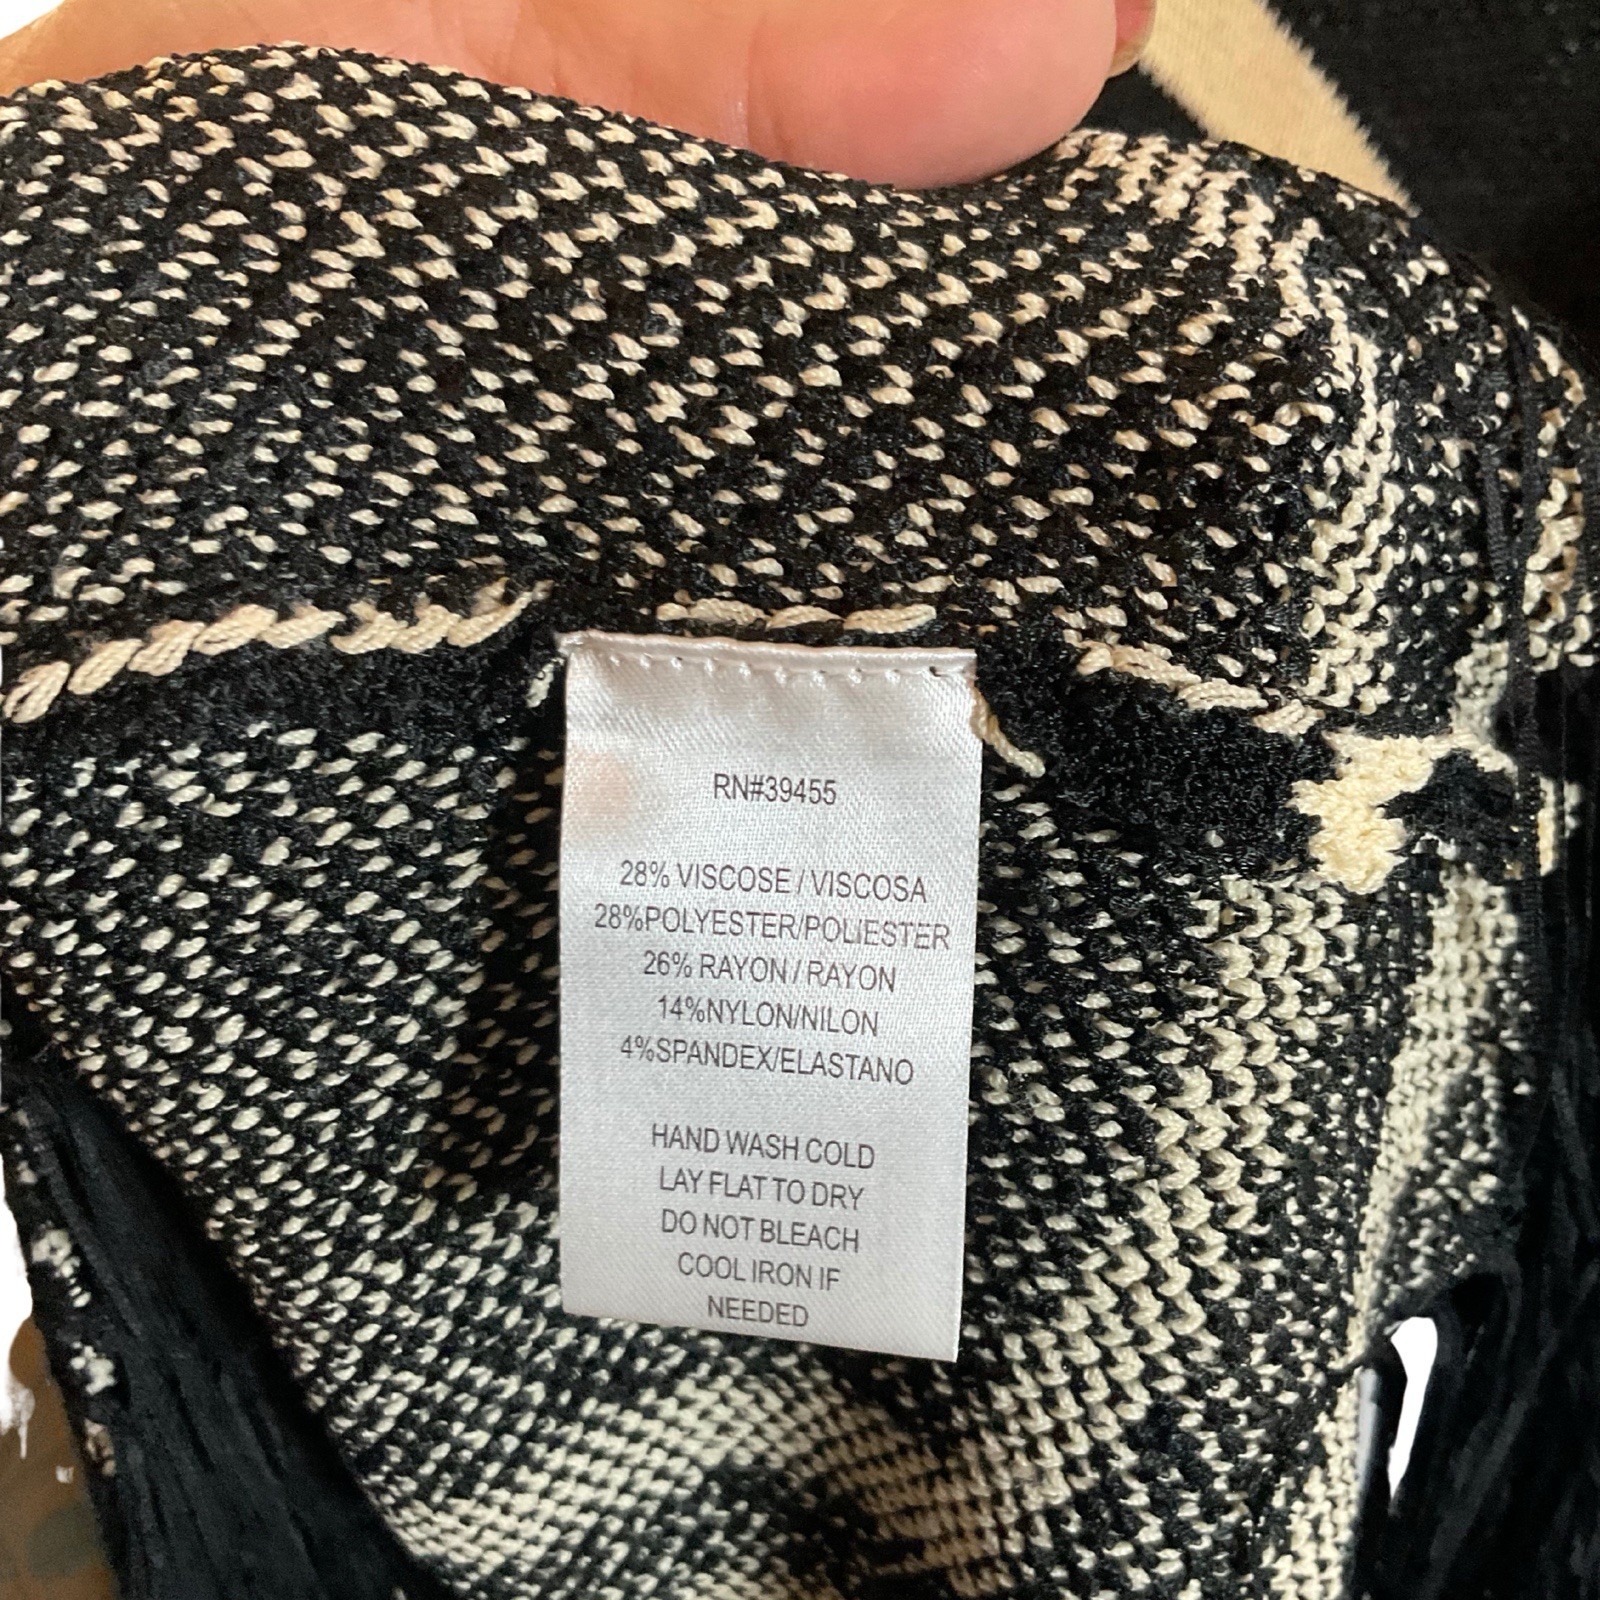 RN#39455
28% VISCOSE / VISCOSA
28%POLYESTER/POLIESTER
26% RAYON / RAYON
14%NYLON/NILON
4%SPANDEX/ELASTANO
HAND WASH COLD
LAY FLAT TO DRY
DO NOT BLEACH
COOL IRON IF
NEEDED